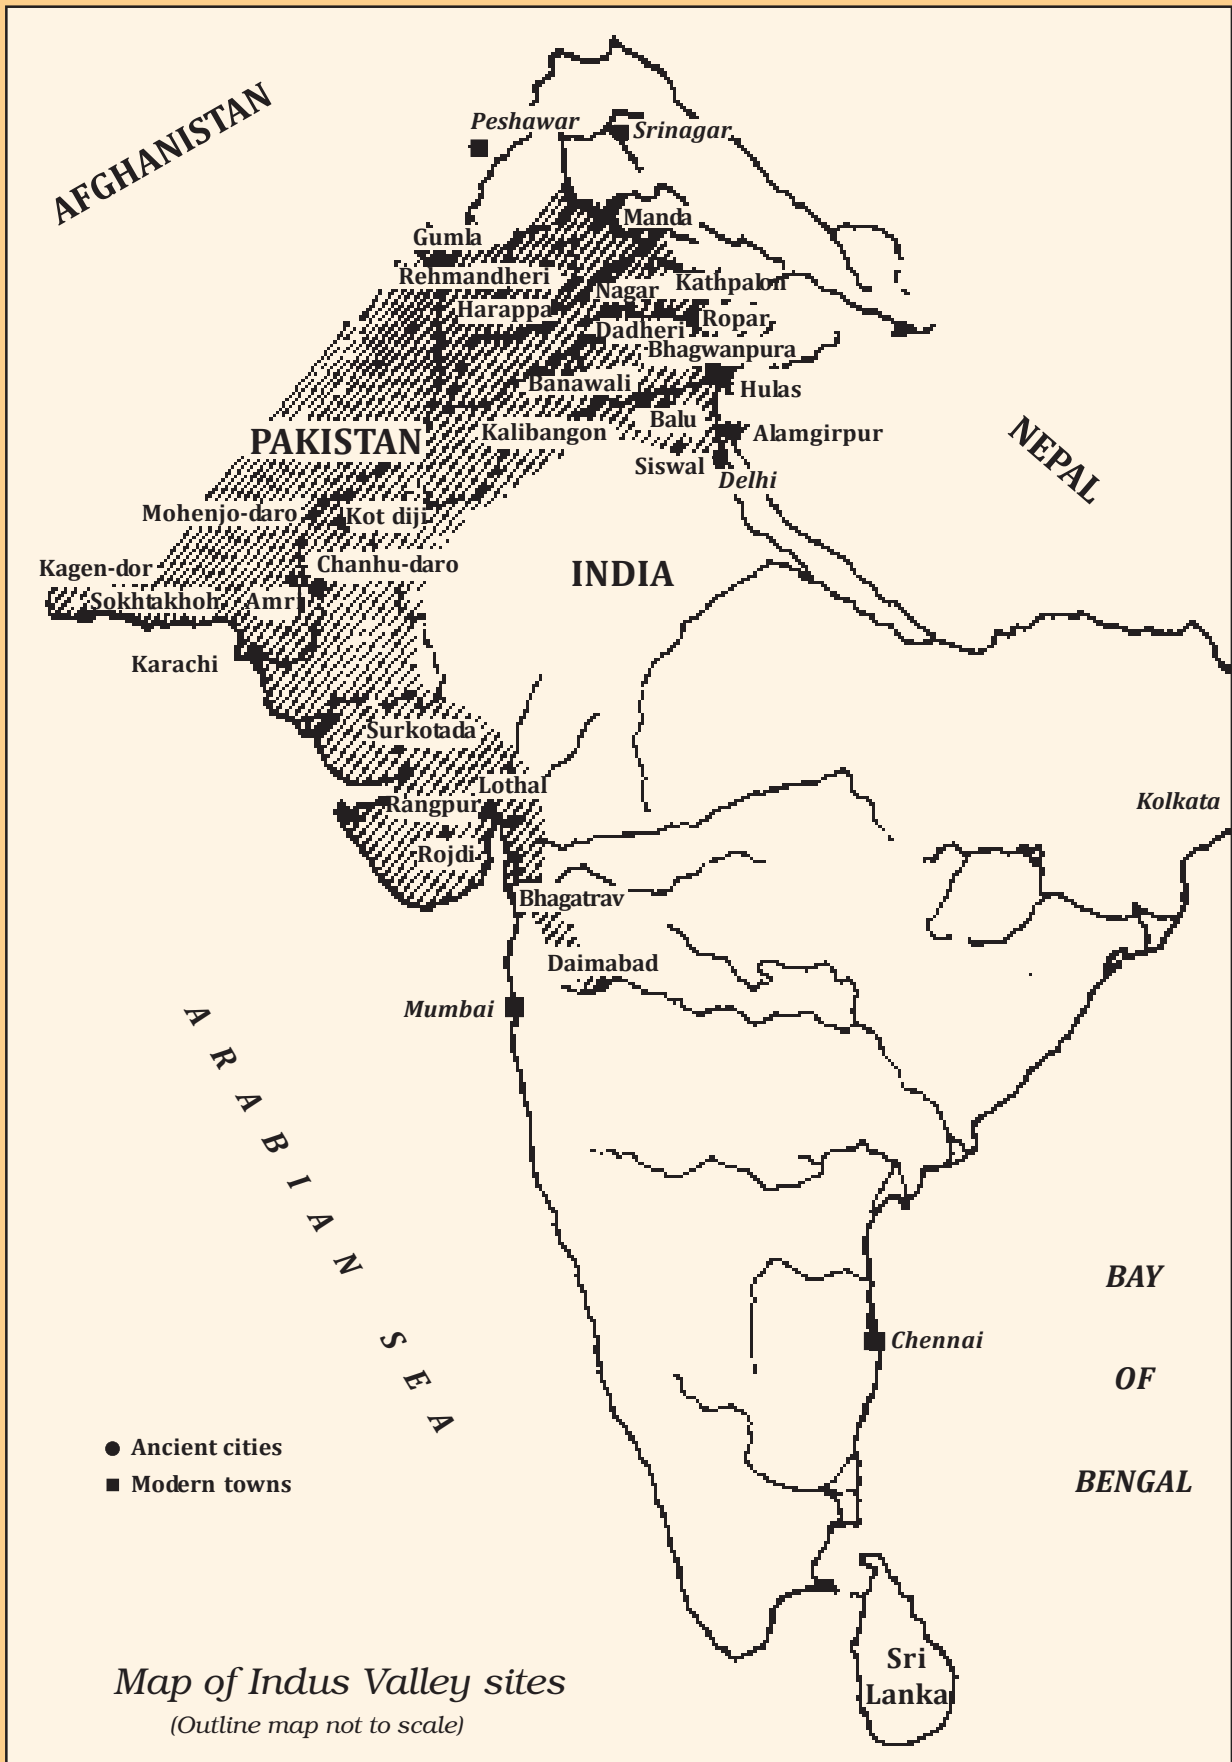 AFGHANISTAN
Peshawar
Srinagar
Manda
Gumla
Rehmandheri
Kathpalon
Nagar
Harappa
Ropar
Dadheri
Bhagwanpura
Banawali
Hulas
Balu
Kalibangon
Alamgirpur
PAKISTAN
NEPAL
Siswal
Delhi
Mohenjo-daro
Kot diji
Kagen-dor
Chanhu-daro
INDIA
Sokhtakhoh
Amri
Karachi
Surkotada
Lothal
Rangpur
Kolkata
Rojdi
Bhagatrav
Daimabad
Mumbai
ARABIAN SEA
BAY
OF
BENGAL
Chennai
Ancient cities
Modern towns
Sri
Lanka
Map of Indus Valley sites
(Outline map not to scale)